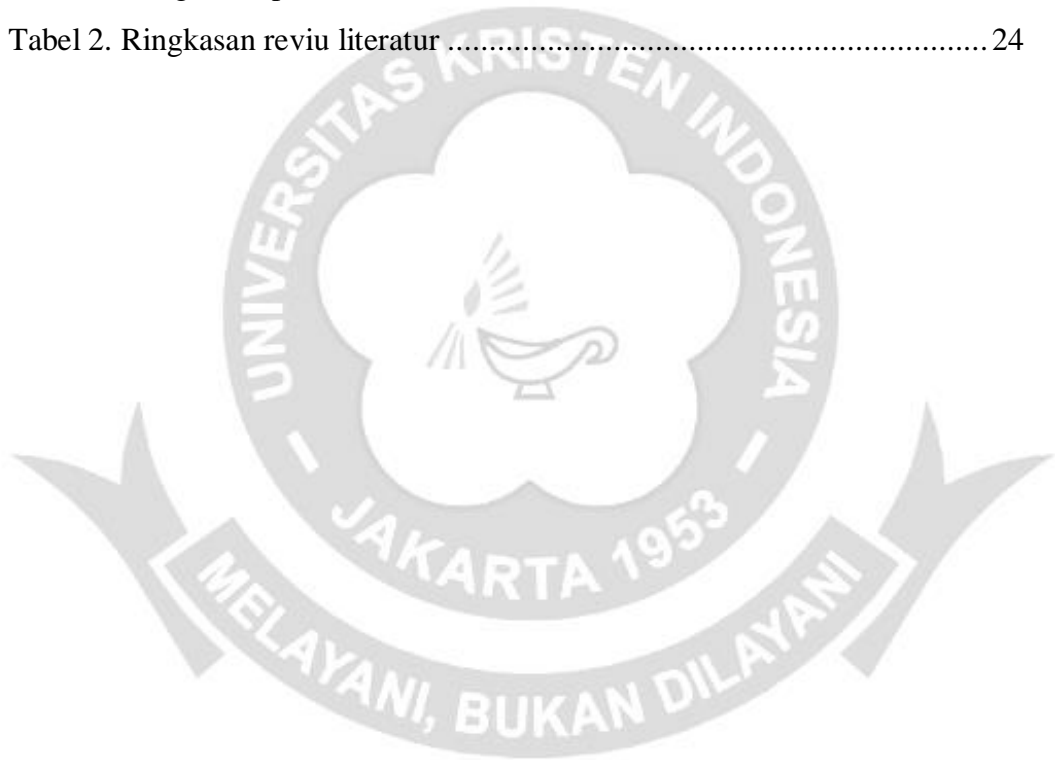 Tabel 2. Ringkasan reviu literatur .................................................................................. 24
UNIVERSITAS KRISTEN INDONESIA
- JAKARTA 1953 -
MELAYANI, BUKAN DILAYANI